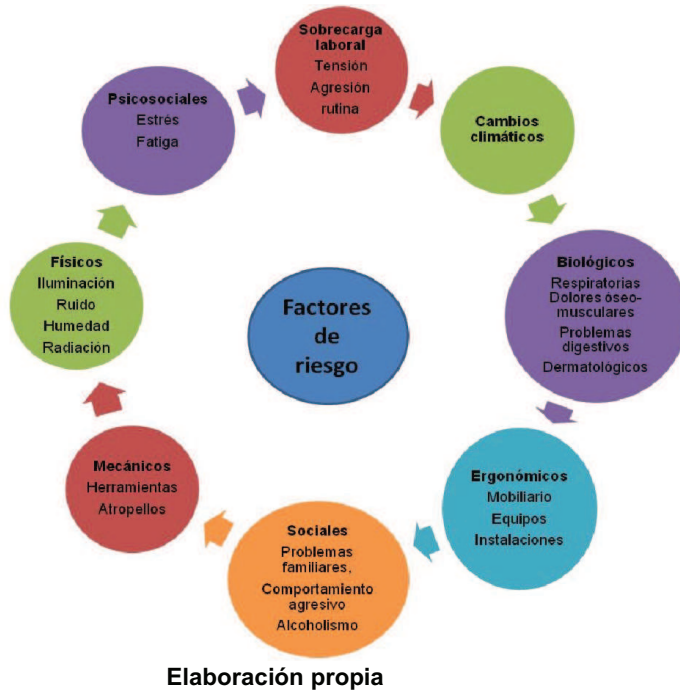 Sobrecarga
laboral
Tensión
Agresión
rutina
Cambios
climáticos
Biológicos
Respiratorias
Dolores óseo-
musculares
Problemas
digestivos
Dermatológicos
Ergonómicos
Mobiliario
Equipos
Instalaciones
Sociales
Problemas
familiares,
Comportamiento
agresivo
Alcoholismo
Mecánicos
Herramientas
Atropellos
Físicos
Iluminación
Ruido
Humedad
Radiación
Psicosociales
Estrés
Fatiga
Factores
de
riesgo
Elaboración propia